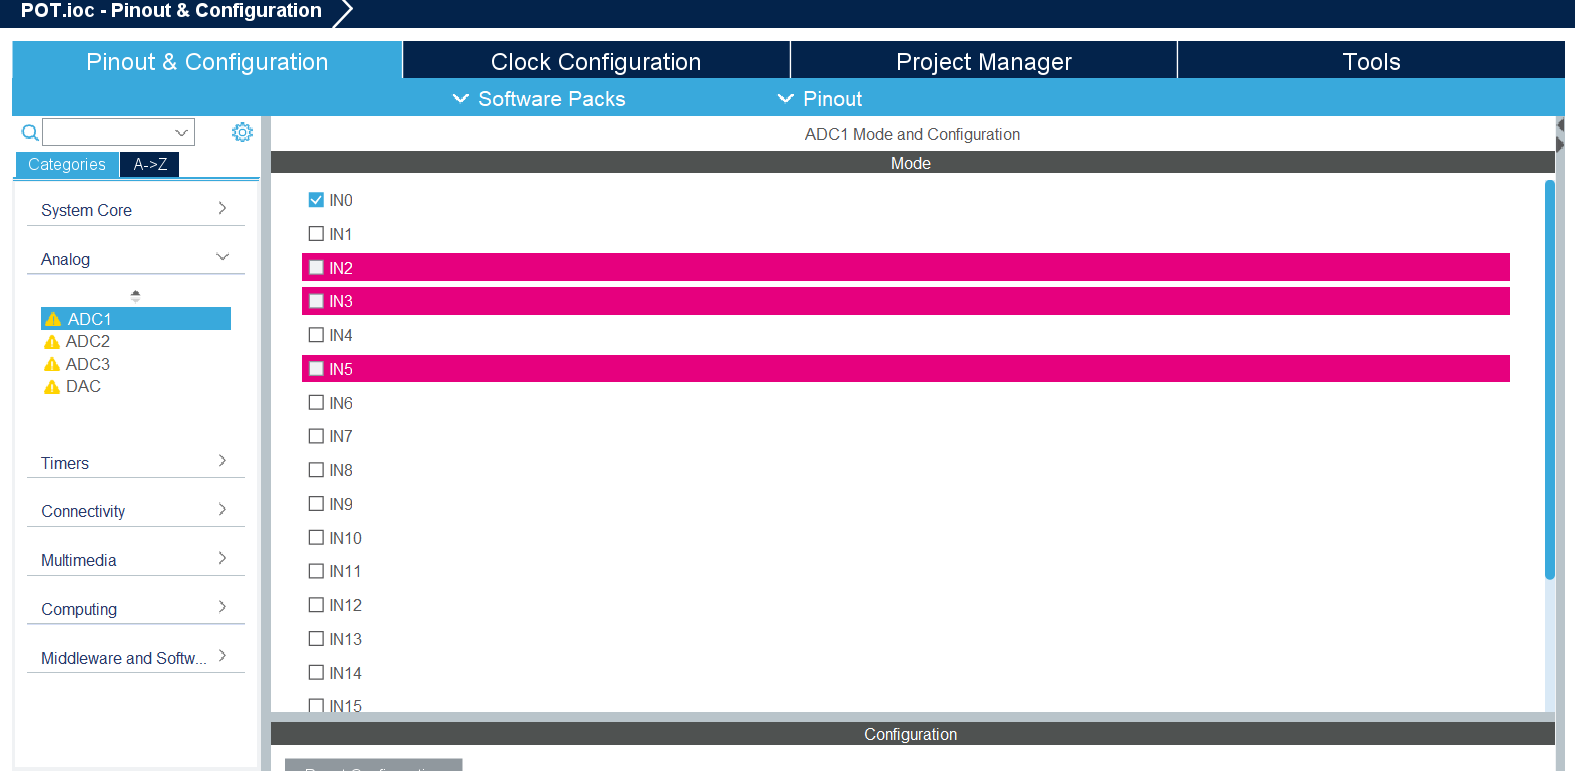 POT.ioc - Pinout & Configuration
Pinout & Configuration
Clock Configuration
Project Manager
Tools
Software Packs
Pinout
Categories
A->Z
System Core
Analog
ADC1
ADC2
ADC3
DAC
Timers
Connectivity
Multimedia
Computing
Middleware and Softw...
ADC1 Mode and Configuration
Mode
IN0
IN1
IN2
IN3
IN4
IN5
IN6
IN7
IN8
IN9
IN10
IN11
IN12
IN13
IN14
IN15
Configuration